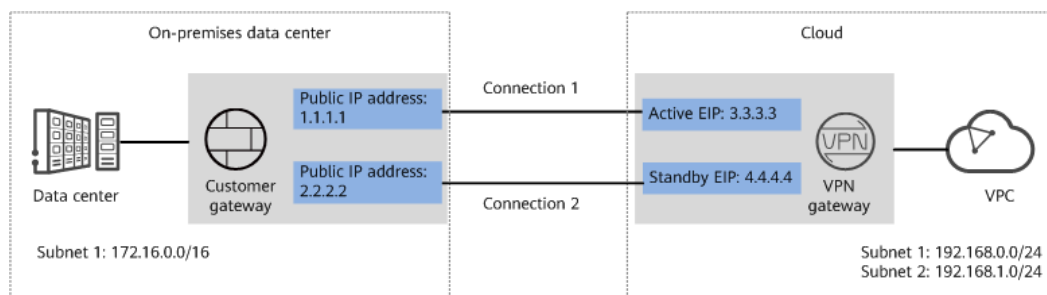 On-premises data center
Cloud
Connection 1
Public IP address:
1.1.1.1
Active EIP: 3.3.3.3
VPN
Public IP address:
2.2.2.2
Standby EIP: 4.4.4.4
Connection 2
Data center
Customer
gateway
VPN
gateway
VPC
Subnet 1: 172.16.0.0/16
Subnet 1: 192.168.0.0/24
Subnet 2: 192.168.1.0/24